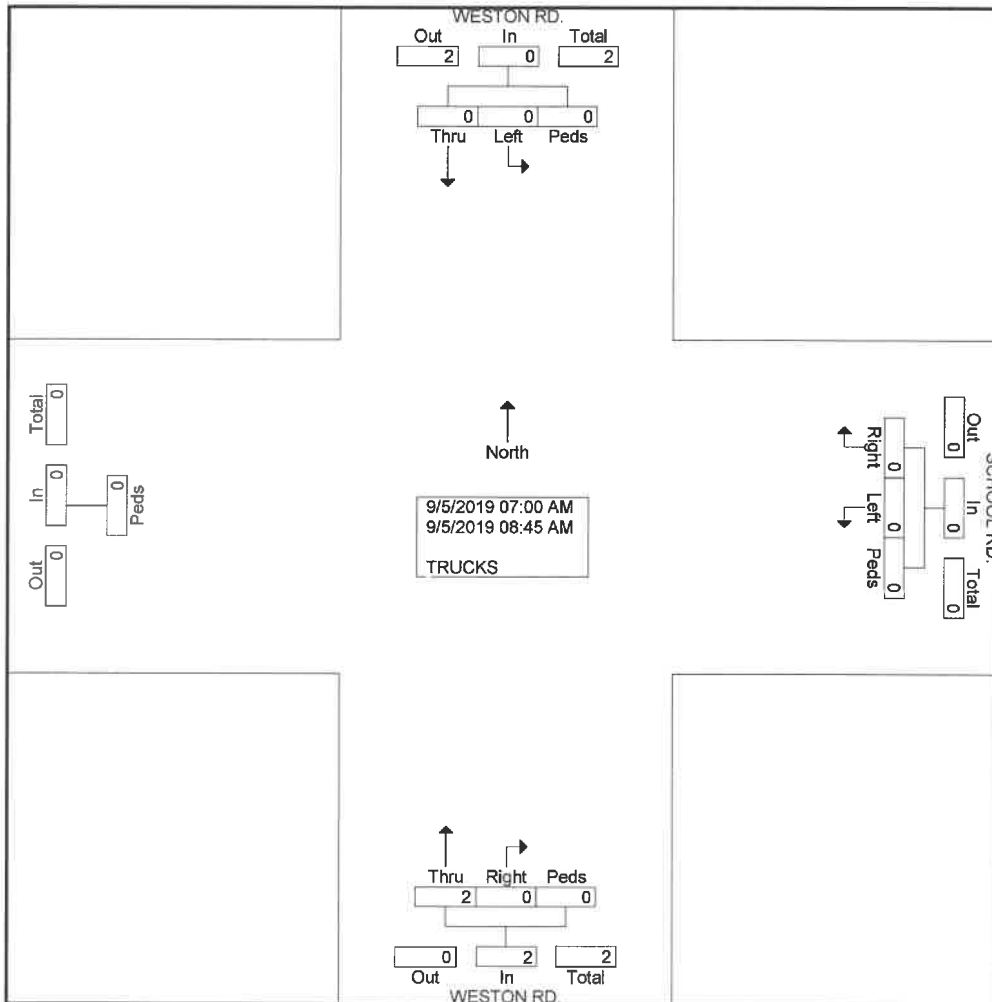 WESTON RD.
Out In Total
2 0 2
0 0 0
Thru Left Peds
Total 0
In 0
Out 0
0 Peds
North
9/5/2019 07:00 AM
9/5/2019 08:45 AM
TRUCKS
Right 0
Left 0
Peds 0
Out 0
In 0
Total 0
SCHOOL RD.
Thru Right Peds
2 0 0
0 2 2
Out In Total
WESTON RD.